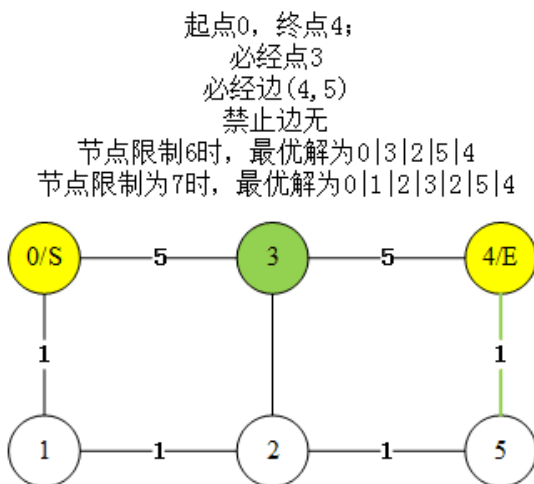 起点0，终点4；
必经点3
必经边(4,5)
禁止边无
节点限制6时，最优解为0|3|2|5|4
节点限制为7时，最优解为0|1|2|3|2|5|4
0/S 5 3 5 4/E
1 1
1 1 2 1 5